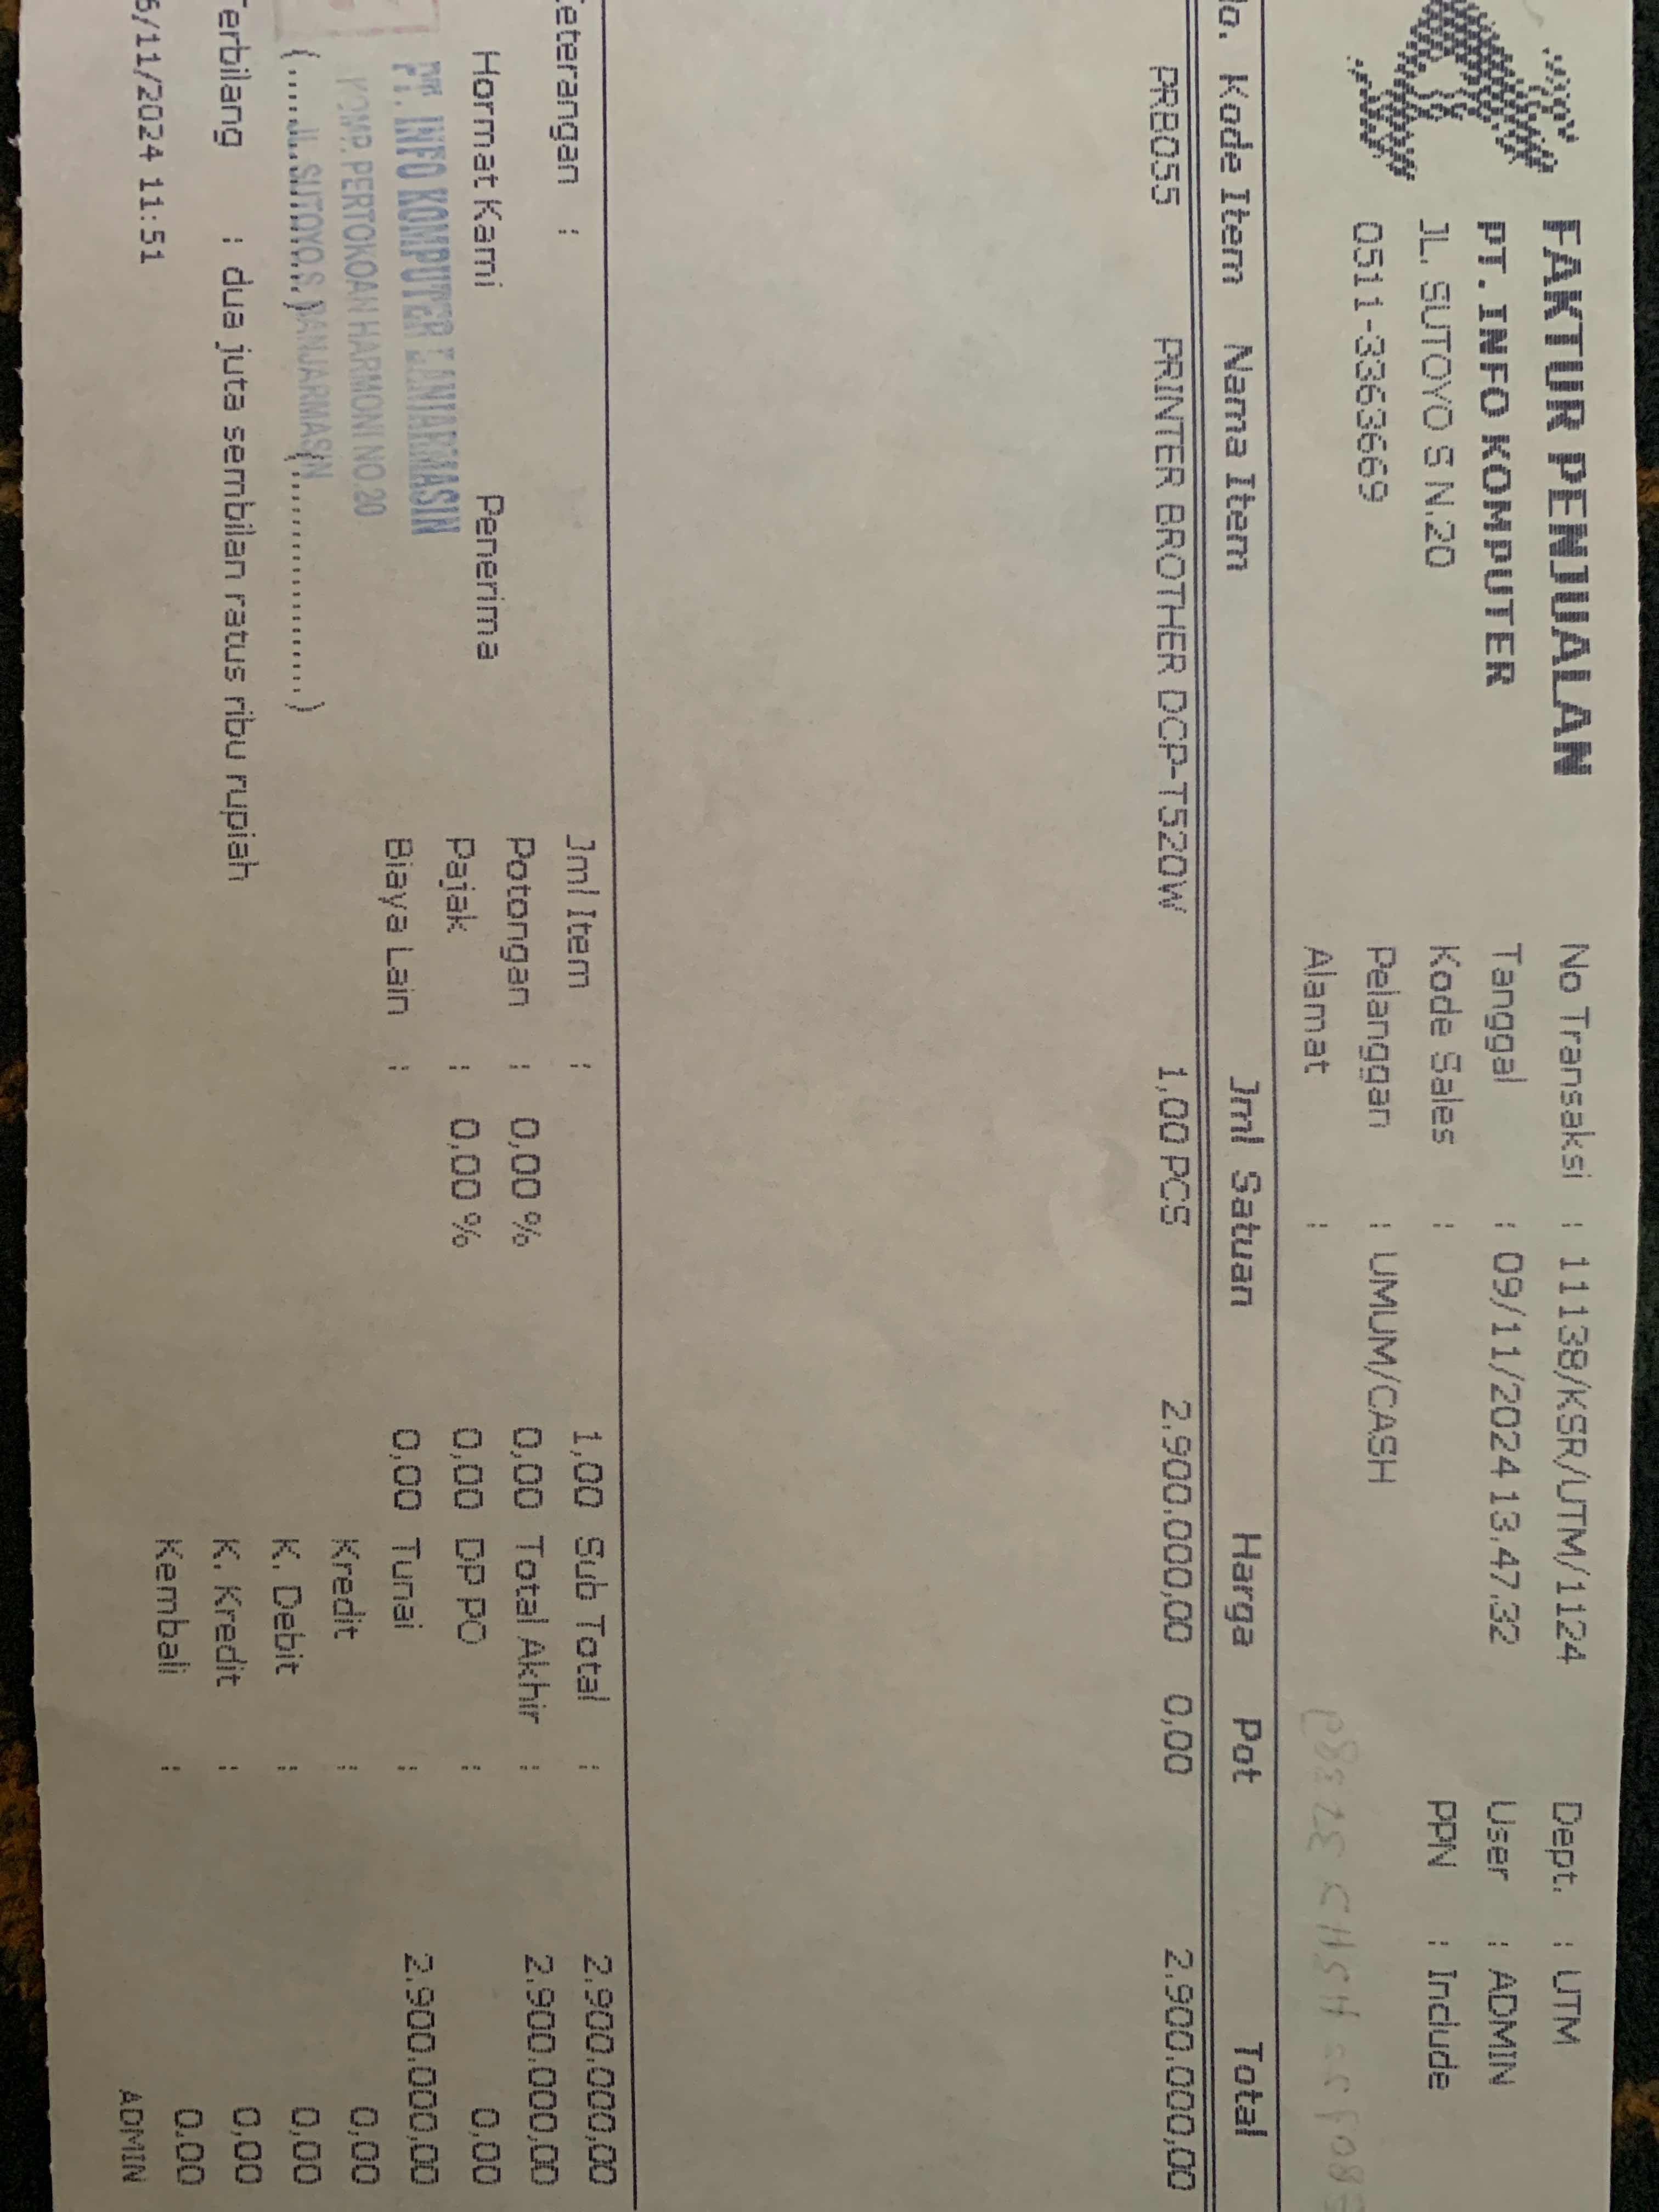 FAKTUR PENJUALAN
PT. INFO KOMPUTER
JL. SUTOYO S N.20
0511-3363669
No Transaksi : 11138/KSR/UTM/1124
Tanggal : 09/11/2024 13.47.32
Kode Sales :
Pelanggan : UMUM/CASH
Alamat :
Dept. : UTM
User : ADMIN
PPN : Include
No. Kode Item Nama Item Jml Satuan Harga Pot Total
PRB055 PRINTER BROTHER DCP-T520W 1,00 PCS 2.900.000,00 0,00 2.900.000,00
Keterangan :
Hormat Kami Penerima
PT. INFO KOMPUTER BANJARMASIN
KOMP. PERTOKOAN HARMONI NO.20
JL. SUTOYO.S BANJARMASIN
(..................) (..................)
Jml Item : 1,00
Potongan : 0,00 % 0,00
Pajak : 0,00 % 0,00
Biaya Lain : 0,00
Sub Total : 2.900.000,00
Total Akhir : 2.900.000,00
DP PO : 0,00
Tunai : 2.900.000,00
Kredit : 0,00
K. Debit : 0,00
K. Kredit : 0,00
Kembali : 0,00
Terbilang : dua juta sembilan ratus ribu rupiah
6/11/2024 11:51
ADMIN